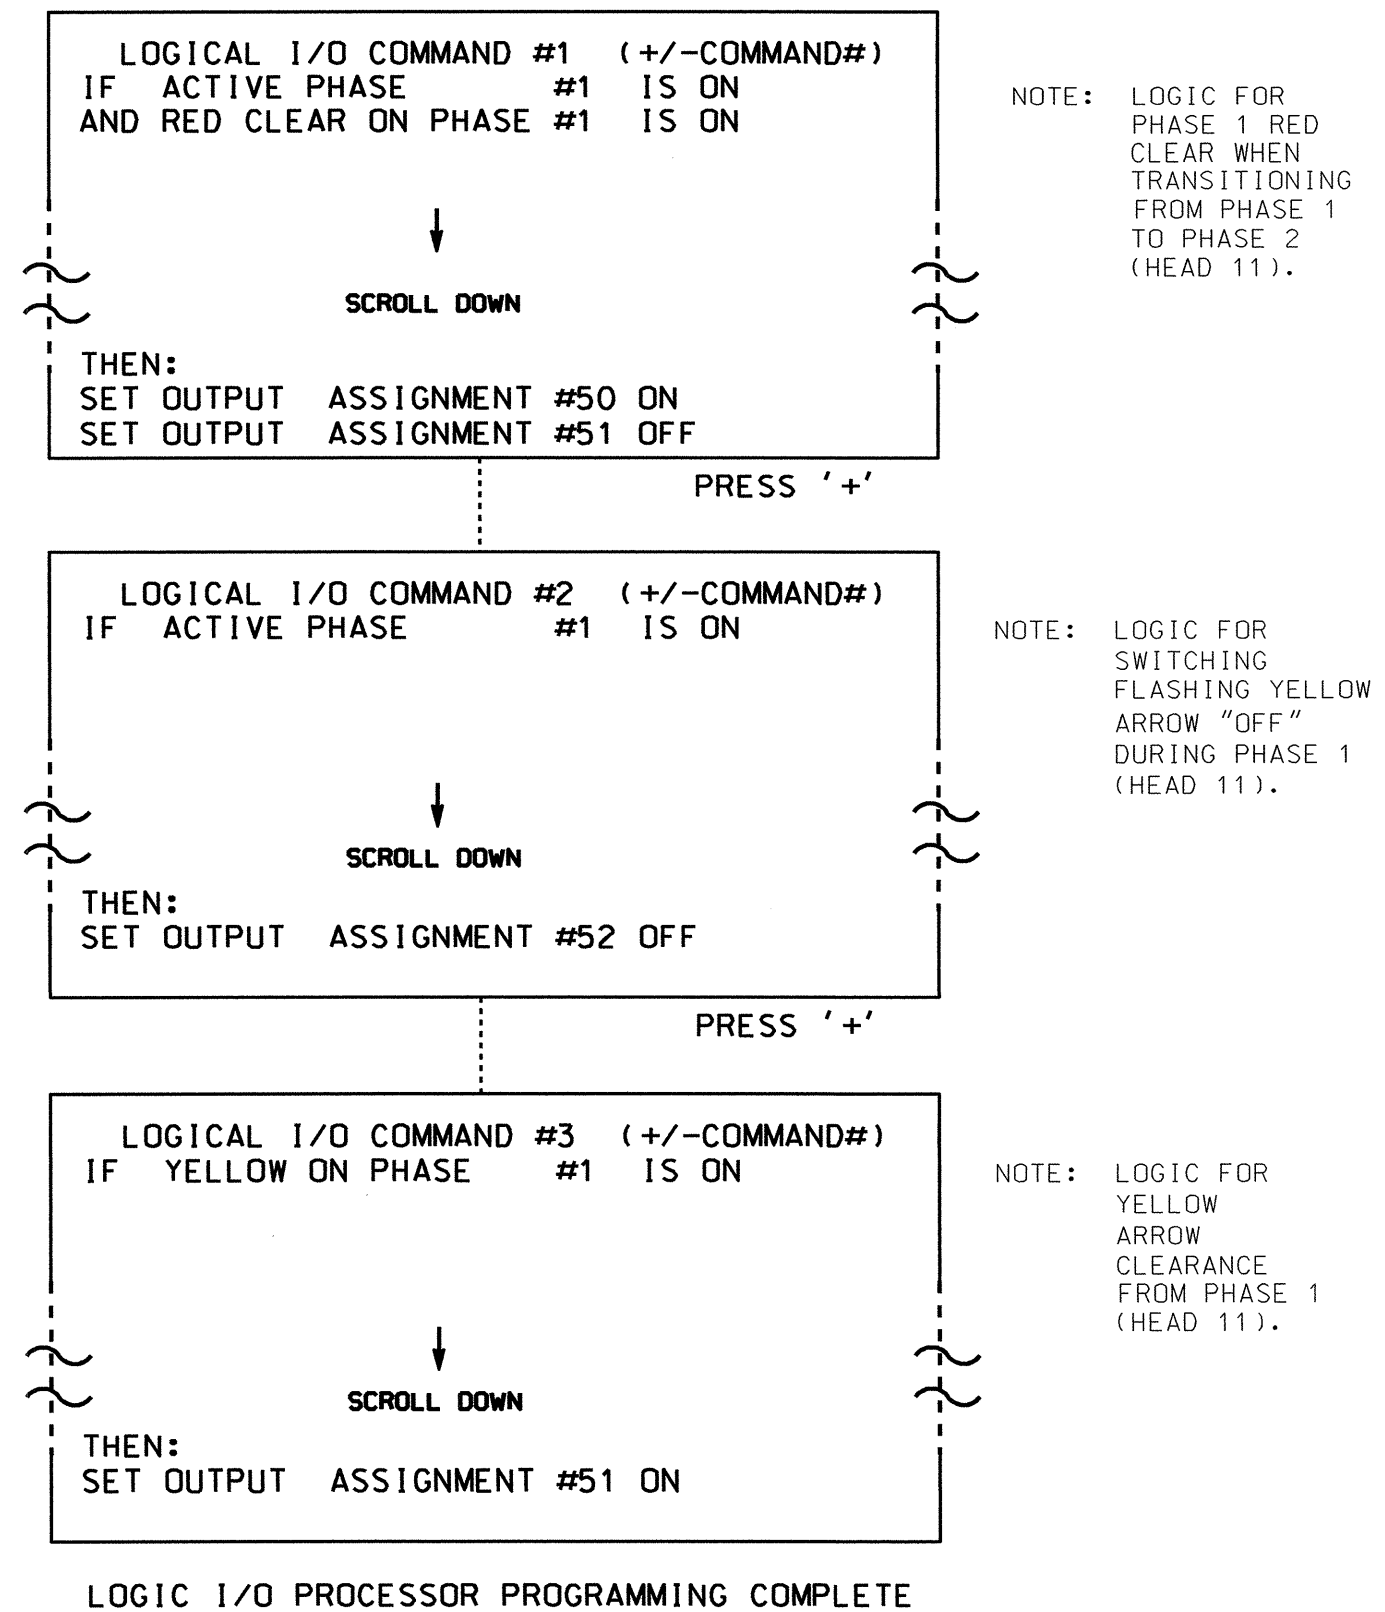 LOGICAL I/O COMMAND #1 (+/-COMMAND#)
IF ACTIVE PHASE #1 IS ON
AND RED CLEAR ON PHASE #1 IS ON
SCROLL DOWN
THEN:
SET OUTPUT ASSIGNMENT #50 ON
SET OUTPUT ASSIGNMENT #51 OFF
NOTE: LOGIC FOR
PHASE 1 RED
CLEAR WHEN
TRANSITIONING
FROM PHASE 1
TO PHASE 2
(HEAD 11).
PRESS '+'
LOGICAL I/O COMMAND #2 (+/-COMMAND#)
IF ACTIVE PHASE #1 IS ON
SCROLL DOWN
THEN:
SET OUTPUT ASSIGNMENT #52 OFF
NOTE: LOGIC FOR
SWITCHING
FLASHING YELLOW
ARROW "OFF"
DURING PHASE 1
(HEAD 11).
PRESS '+'
LOGICAL I/O COMMAND #3 (+/-COMMAND#)
IF YELLOW ON PHASE #1 IS ON
SCROLL DOWN
THEN:
SET OUTPUT ASSIGNMENT #51 ON
NOTE: LOGIC FOR
YELLOW
ARROW
CLEARANCE
FROM PHASE 1
(HEAD 11).
LOGIC I/O PROCESSOR PROGRAMMING COMPLETE